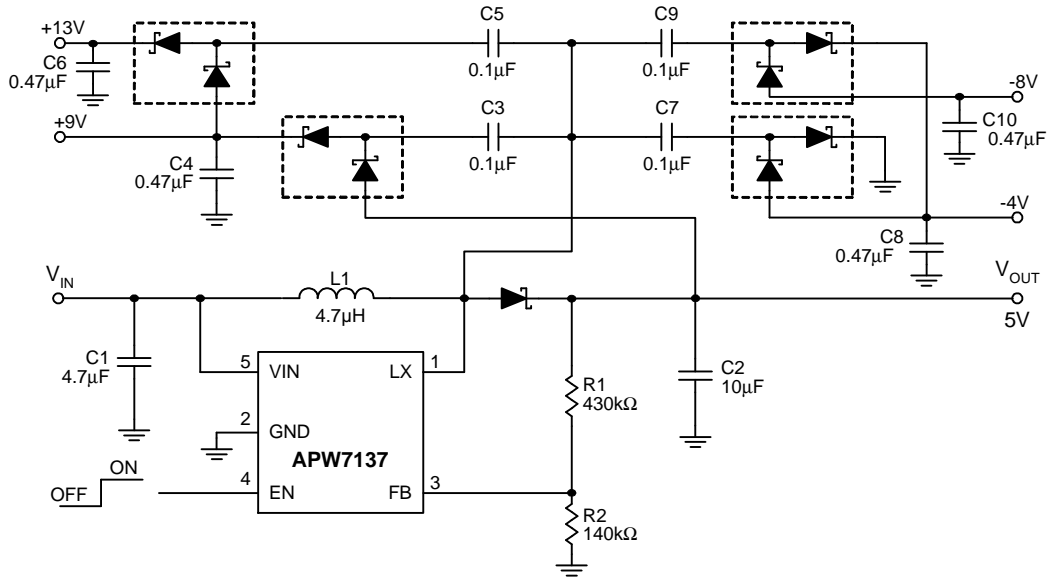 +13V
C6
0.47µF
C5
0.1µF
C9
0.1µF
-8V
C10
0.47µF
+9V
C4
0.47µF
C3
0.1µF
C7
0.1µF
-4V
C8
0.47µF
VIN
L1
4.7µH
VOUT
5V
C1
4.7µF
5
VIN
LX
1
C2
10µF
R1
430kΩ
2
GND
APW7137
ON
OFF
4
EN
FB
3
R2
140kΩ